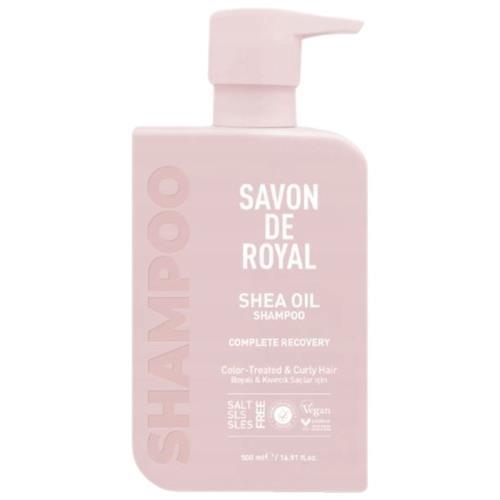 SHAMPOO
SAVON
DE
ROYAL
SHEA OIL
SHAMPOO
COMPLETE RECOVERY
Color-Treated & Curly Hair
Boyalı & Kıvırcık Saçlar için
SALT
SLS
SLES
FREE
Vegan
500 ml℮ / 16.91 fl.oz.